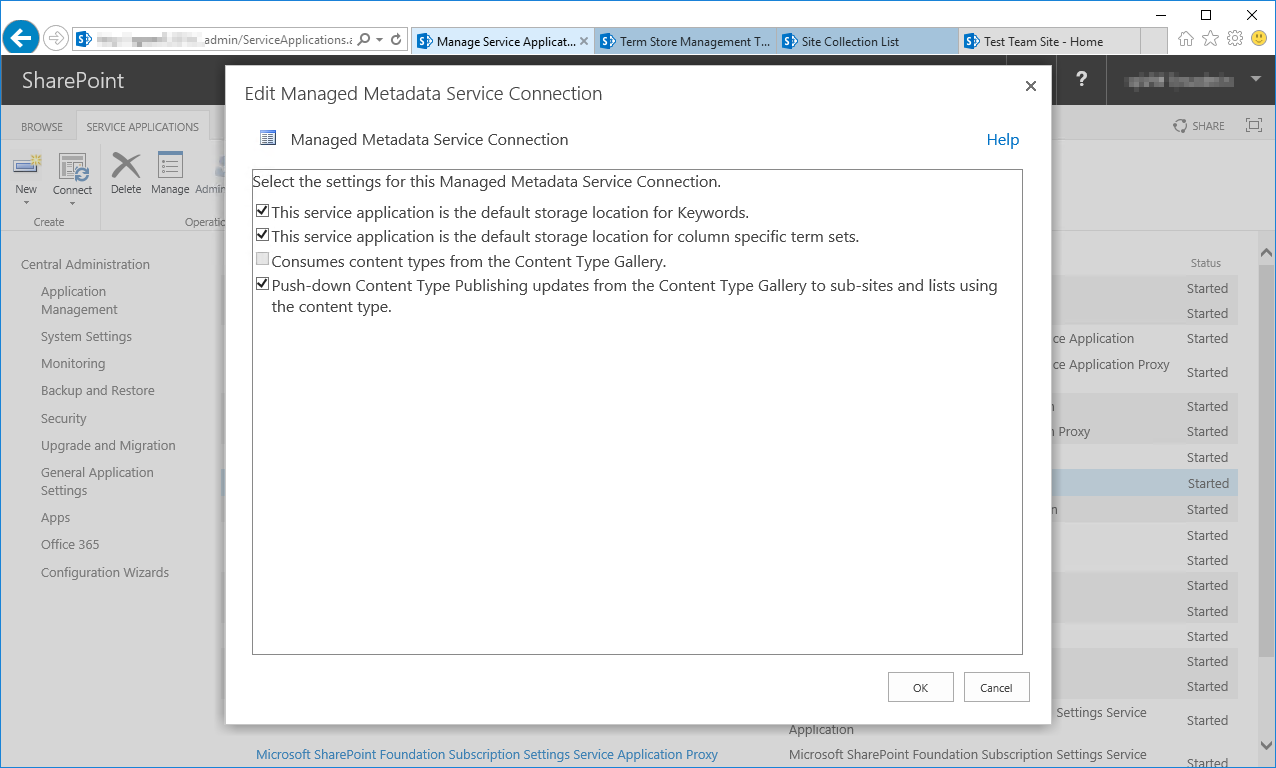 _admin/ServiceApplications.a
Manage Service Applicat...
Term Store Management T...
Site Collection List
Test Team Site - Home
SharePoint
?
BROWSE
SERVICE APPLICATIONS
SHARE
New
Connect
Delete
Manage
Admin
Create
Operatio
Edit Managed Metadata Service Connection
Managed Metadata Service Connection
Help
Select the settings for this Managed Metadata Service Connection.
This service application is the default storage location for Keywords.
This service application is the default storage location for column specific term sets.
Consumes content types from the Content Type Gallery.
Push-down Content Type Publishing updates from the Content Type Gallery to sub-sites and lists using
the content type.
OK
Cancel
Central Administration
Application
Management
System Settings
Monitoring
Backup and Restore
Security
Upgrade and Migration
General Application
Settings
Apps
Office 365
Configuration Wizards
Status
Started
Started
ce Application
Started
ce Application Proxy
Started
n
Started
n Proxy
Started
Started
Started
n
Started
Started
Started
Started
Started
Started
Started
Started
Settings Service
Application
Started
Microsoft SharePoint Foundation Subscription Settings Service Application Proxy
Microsoft SharePoint Foundation Subscription Settings Service
Started